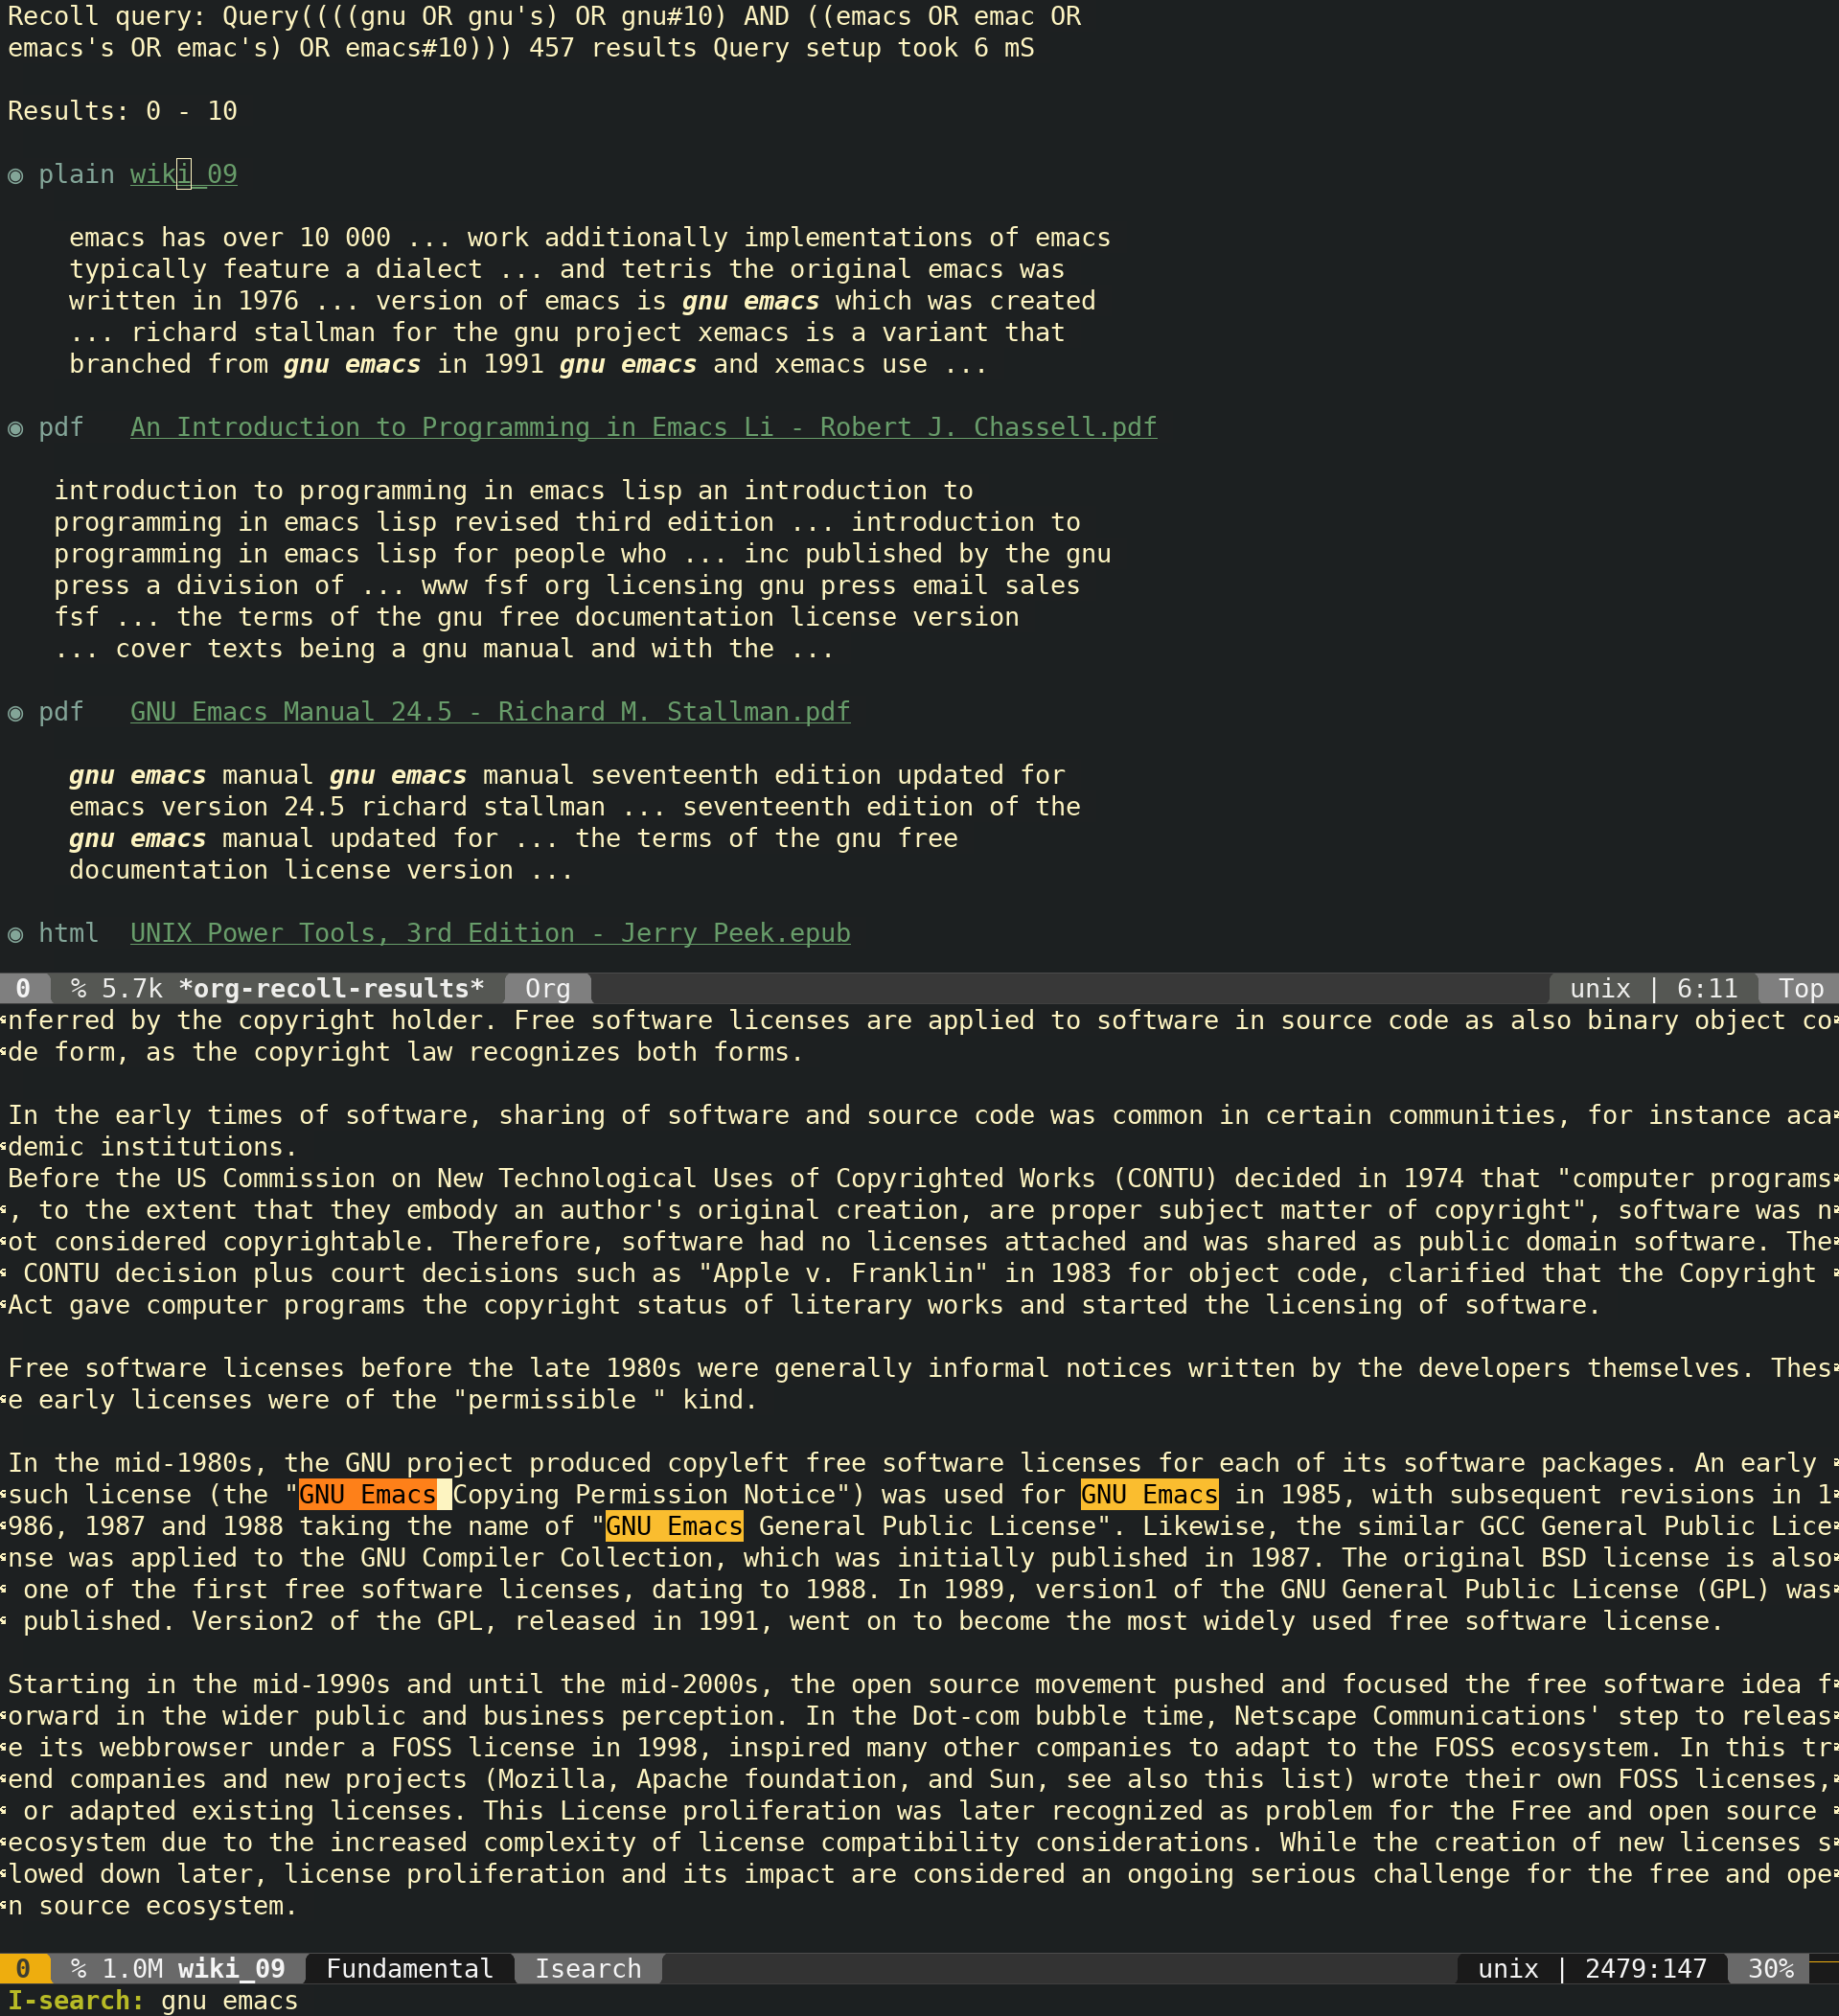 Recoll query: Query((((gnu OR gnu's) OR gnu#10) AND ((emacs OR emac OR
emacs's OR emac's) OR emacs#10))) 457 results Query setup took 6 mS
Results: 0 - 10
◉ plain wiki_09
emacs has over 10 000 ... work additionally implementations of emacs
typically feature a dialect ... and tetris the original emacs was
written in 1976 ... version of emacs is gnu emacs which was created
... richard stallman for the gnu project xemacs is a variant that
branched from gnu emacs in 1991 gnu emacs and xemacs use ...
◉ pdf An Introduction to Programming in Emacs Li - Robert J. Chassell.pdf
introduction to programming in emacs lisp an introduction to
programming in emacs lisp revised third edition ... introduction to
programming in emacs lisp for people who ... inc published by the gnu
press a division of ... www fsf org licensing gnu press email sales
fsf ... the terms of the gnu free documentation license version
... cover texts being a gnu manual and with the ...
◉ pdf GNU Emacs Manual 24.5 - Richard M. Stallman.pdf
gnu emacs manual gnu emacs manual seventeenth edition updated for
emacs version 24.5 richard stallman ... seventeenth edition of the
gnu emacs manual updated for ... the terms of the gnu free
documentation license version ...
◉ html UNIX Power Tools, 3rd Edition - Jerry Peek.epub
0 % 5.7k *org-recoll-results* Org unix | 6:11 Top
nferred by the copyright holder. Free software licenses are applied to software in source code as also binary object co
de form, as the copyright law recognizes both forms.
In the early times of software, sharing of software and source code was common in certain communities, for instance aca
demic institutions.
Before the US Commission on New Technological Uses of Copyrighted Works (CONTU) decided in 1974 that "computer programs
, to the extent that they embody an author's original creation, are proper subject matter of copyright", software was n
ot considered copyrightable. Therefore, software had no licenses attached and was shared as public domain software. The
CONTU decision plus court decisions such as "Apple v. Franklin" in 1983 for object code, clarified that the Copyright
Act gave computer programs the copyright status of literary works and started the licensing of software.
Free software licenses before the late 1980s were generally informal notices written by the developers themselves. Thes
e early licenses were of the "permissible " kind.
In the mid-1980s, the GNU project produced copyleft free software licenses for each of its software packages. An early
such license (the "GNU Emacs Copying Permission Notice") was used for GNU Emacs in 1985, with subsequent revisions in 1
986, 1987 and 1988 taking the name of "GNU Emacs General Public License". Likewise, the similar GCC General Public Lice
nse was applied to the GNU Compiler Collection, which was initially published in 1987. The original BSD license is also
one of the first free software licenses, dating to 1988. In 1989, version1 of the GNU General Public License (GPL) was
published. Version2 of the GPL, released in 1991, went on to become the most widely used free software license.
Starting in the mid-1990s and until the mid-2000s, the open source movement pushed and focused the free software idea f
orward in the wider public and business perception. In the Dot-com bubble time, Netscape Communications' step to releas
e its webbrowser under a FOSS license in 1998, inspired many other companies to adapt to the FOSS ecosystem. In this tr
end companies and new projects (Mozilla, Apache foundation, and Sun, see also this list) wrote their own FOSS licenses,
or adapted existing licenses. This License proliferation was later recognized as problem for the Free and open source
ecosystem due to the increased complexity of license compatibility considerations. While the creation of new licenses s
lowed down later, license proliferation and its impact are considered an ongoing serious challenge for the free and ope
n source ecosystem.
0 % 1.0M wiki_09 Fundamental Isearch unix | 2479:147 30%
I-search: gnu emacs